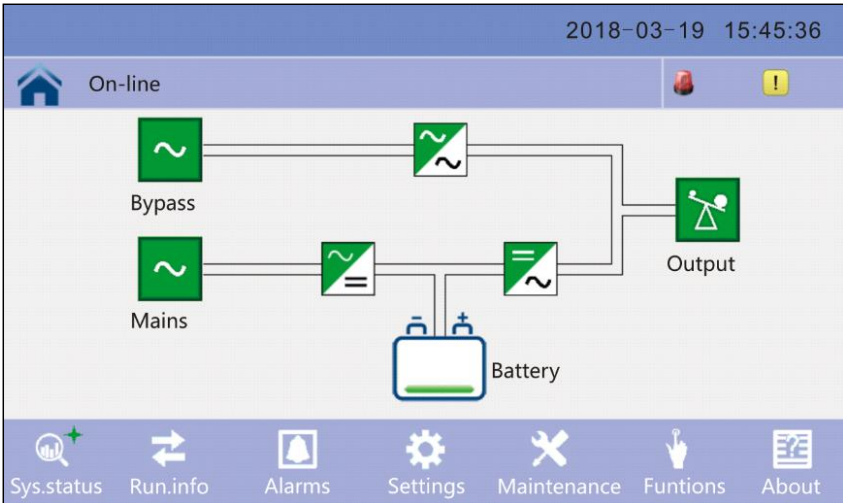 2018-03-19 15:45:36
On-line
Bypass
Output
Mains
Battery
Sys.status Run.info Alarms Settings Maintenance Funtions About